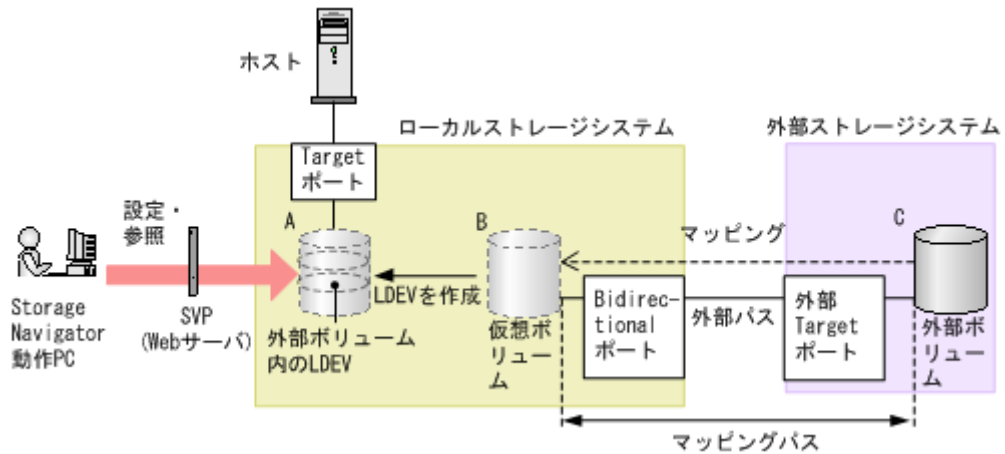 ホスト
ローカルストレージシステム
外部ストレージシステム
Target
ポート
設定・
参照
A
B
C
マッピング
LDEVを作成
Storage
Navigator
動作PC
SVP
(Webサーバ)
外部ボリューム
内のLDEV
仮想ボ
リュー
ム
Bidirec-
tional
ポート
外部パス
外部
Target
ポート
外部ボ
リュー
ム
マッピングパス